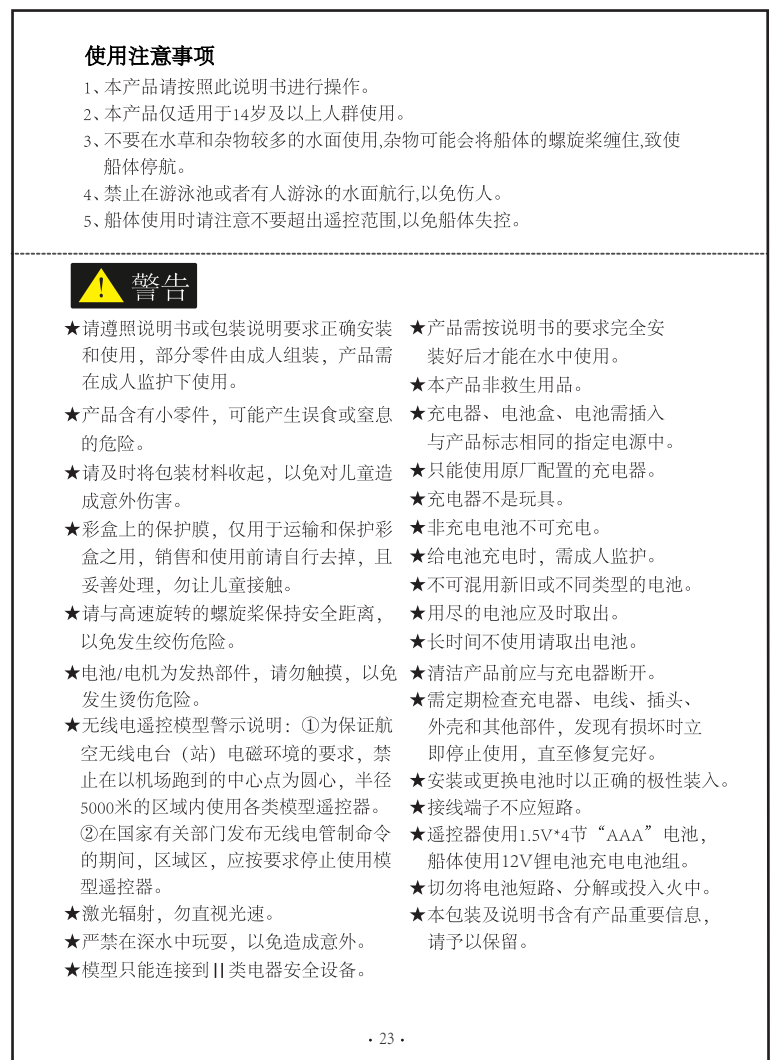 使用注意事项
1、本产品请按照此说明书进行操作。
2、本产品仅适用于14岁及以上人群使用。
3、不要在水草和杂物较多的水面使用,杂物可能会将船体的螺旋桨缠住,致使
船体停航。
4、禁止在游泳池或者有人游泳的水面航行,以免伤人。
5、船体使用时请注意不要超出遥控范围,以免船体失控。
警告
★请遵照说明书或包装说明要求正确安装
和使用，部分零件由成人组装，产品需
在成人监护下使用。
★产品含有小零件，可能产生误食或窒息
的危险。
★请及时将包装材料收起，以免对儿童造
成意外伤害。
★彩盒上的保护膜，仅用于运输和保护彩
盒之用，销售和使用前请自行去掉，且
妥善处理，勿让儿童接触。
★请与高速旋转的螺旋桨保持安全距离，
以免发生绞伤危险。
★电池/电机为发热部件，请勿触摸，以免
发生烫伤危险。
★无线电遥控模型警示说明：①为保证航
空无线电台（站）电磁环境的要求，禁
止在以机场跑到的中心点为圆心，半径
5000米的区域内使用各类模型遥控器。
②在国家有关部门发布无线电管制命令
的期间，区域区，应按要求停止使用模
型遥控器。
★激光辐射，勿直视光速。
★严禁在深水中玩耍，以免造成意外。
★模型只能连接到II类电器安全设备。
★产品需按说明书的要求完全安
装好后才能在水中使用。
★本产品非救生用品。
★充电器、电池盒、电池需插入
与产品标志相同的指定电源中。
★只能使用原厂配置的充电器。
★充电器不是玩具。
★非充电电池不可充电。
★给电池充电时，需成人监护。
★不可混用新旧或不同类型的电池。
★用尽的电池应及时取出。
★长时间不使用请取出电池。
★清洁产品前应与充电器断开。
★需定期检查充电器、电线、插头、
外壳和其他部件，发现有损坏时立
即停止使用，直至修复完好。
★安装或更换电池时以正确的极性装入。
★接线端子不应短路。
★遥控器使用1.5V*4节“AAA”电池，
船体使用12V锂电池充电电池组。
★切勿将电池短路、分解或投入火中。
★本包装及说明书含有产品重要信息，
请予以保留。
· 23 ·